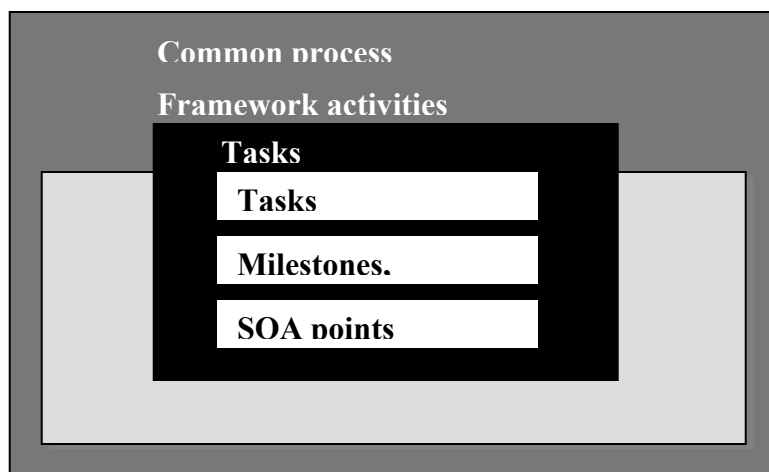 Common process
Framework activities
Tasks
Tasks
Milestones,
SOA points